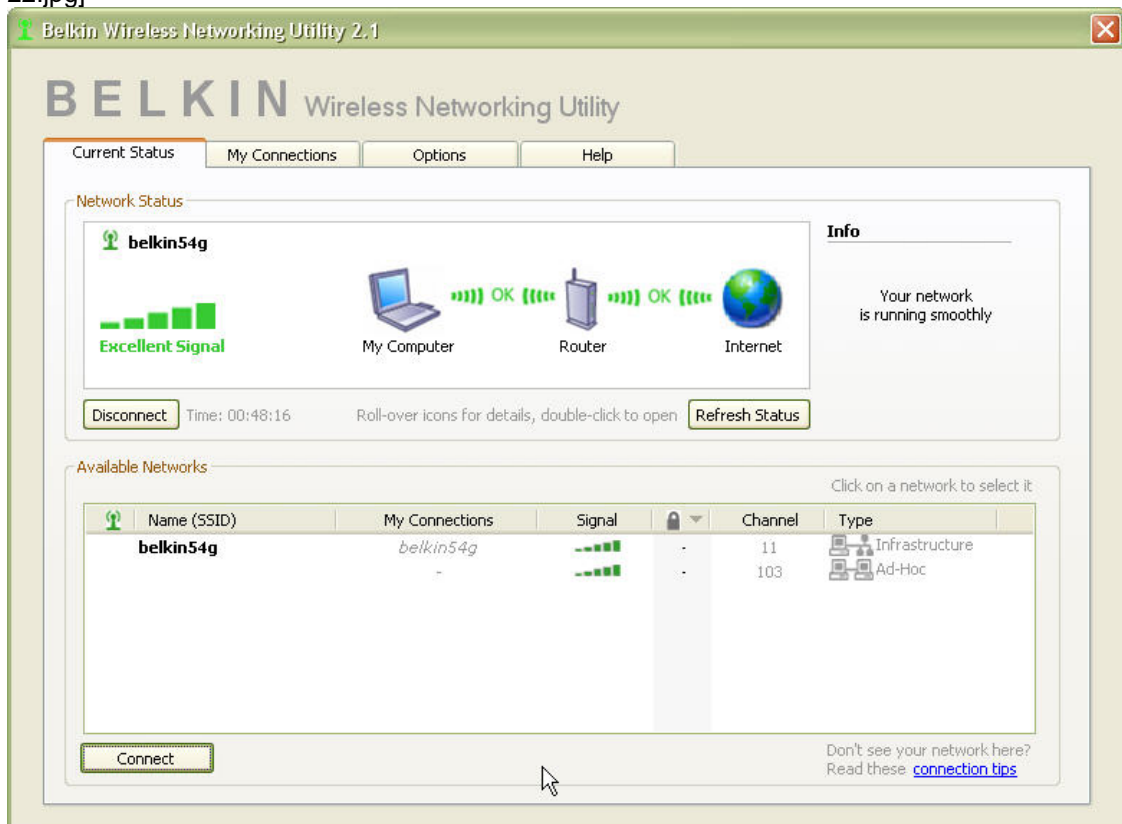 Belkin Wireless Networking Utility 2.1
BELKIN Wireless Networking Utility
Current Status My Connections Options Help
Network Status
belkin54g
Info
OK OK
Your network
is running smoothly
Excellent Signal My Computer Router Internet
Disconnect Time: 00:48:16 Roll-over icons for details, double-click to open Refresh Status
Available Networks
Click on a network to select it
Name (SSID) My Connections Signal Channel Type
belkin54g belkin54g - 11 Infrastructure
- - 103 Ad-Hoc
Connect
Don't see your network here?
Read these connection tips